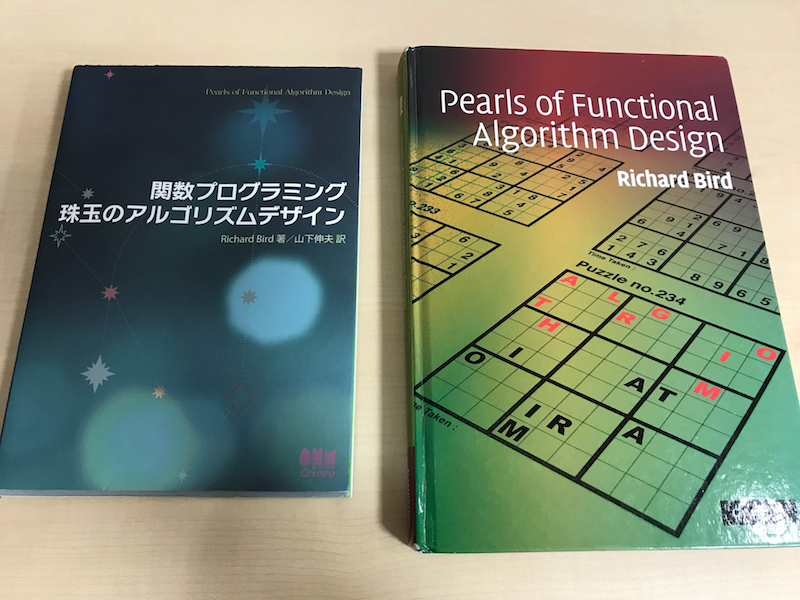 Pearls of Functional Algorithm Design
関数プログラミング
珠玉のアルゴリズムデザイン
Richard Bird 著／山下伸夫 訳
Ohmsha
Pearls of Functional
Algorithm Design
Richard Bird
233
Time Taken :
Puzzle no.234
A L G
T R I O
H
O I A T M
I R A
M
Taken :